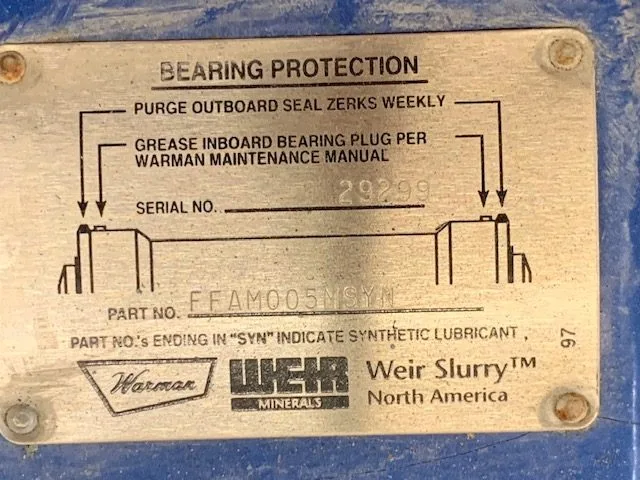 BEARING PROTECTION
PURGE OUTBOARD SEAL ZERKS WEEKLY
GREASE INBOARD BEARING PLUG PER
WARMAN MAINTENANCE MANUAL
SERIAL NO. 29299
PART NO. FFAM005MSYN
PART NO.'s ENDING IN "SYN" INDICATE SYNTHETIC LUBRICANT .
97
Warman
WEIR
MINERALS
Weir Slurry™
North America